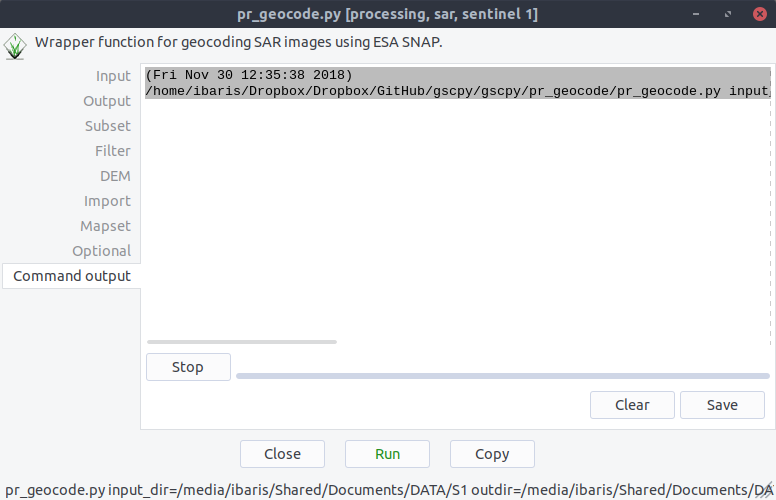 pr_geocode.py [processing, sar, sentinel 1]
Wrapper function for geocoding SAR images using ESA SNAP.
Input
Output
Subset
Filter
DEM
Import
Mapset
Optional
Command output
(Fri Nov 30 12:35:38 2018)
/home/ibaris/Dropbox/Dropbox/GitHub/gscpy/gscpy/pr_geocode/pr_geocode.py input
Stop
Clear
Save
Close
Run
Copy
pr_geocode.py input_dir=/media/ibaris/Shared/Documents/DATA/S1 outdir=/media/ibaris/Shared/Documents/DA